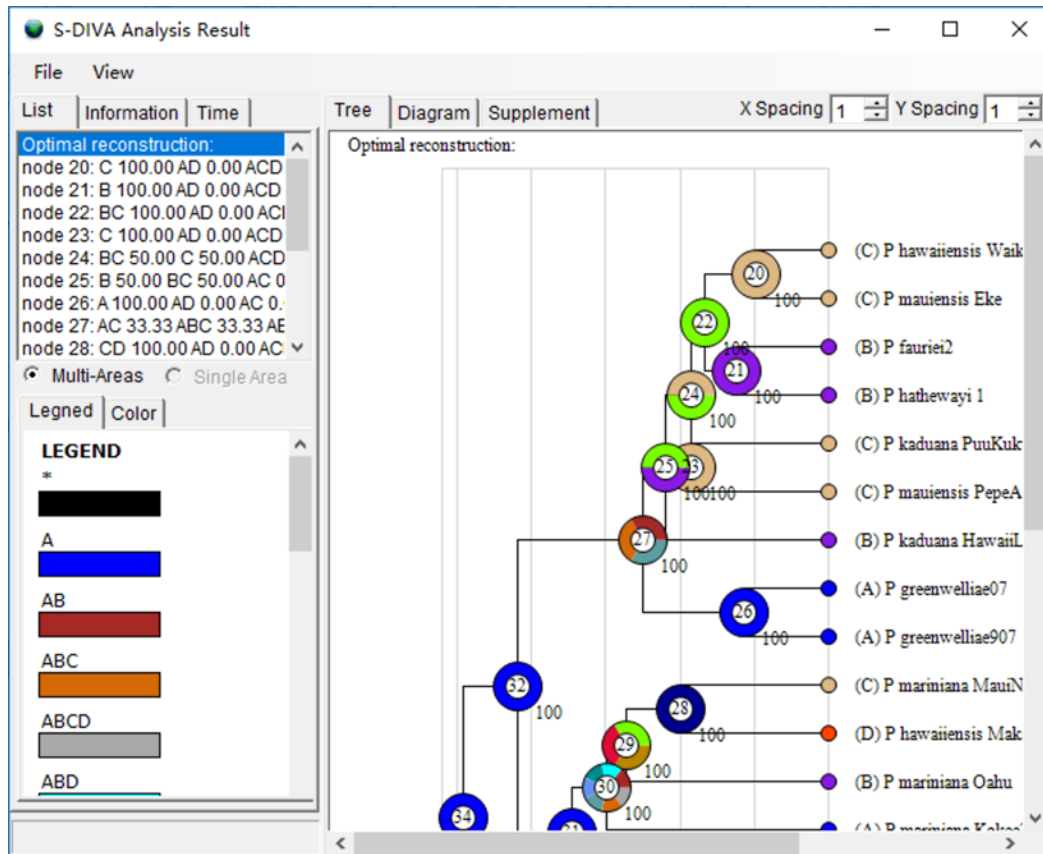 S-DIVA Analysis Result
File View
List Information Time
Tree Diagram Supplement X Spacing 1 Y Spacing 1
Optimal reconstruction:
node 20: C 100.00 AD 0.00 ACD
node 21: B 100.00 AD 0.00 ACD
node 22: BC 100.00 AD 0.00 ACI
node 23: C 100.00 AD 0.00 ACD
node 24: BC 50.00 C 50.00 ACD
node 25: B 50.00 BC 50.00 AC 0
node 26: A 100.00 AD 0.00 AC 0.
node 27: AC 33.33 ABC 33.33 AE
node 28: CD 100.00 AD 0.00 AC
Multi-Areas Single Area
Legned Color
LEGEND
*
A
AB
ABC
ABCD
ABD
Optimal reconstruction:
(C) P hawaiiensis Waik
20
100
(C) P mauiensis Eke
22
100
(B) P fauriei2
21
100
(B) P hathewayi 1
24
100
(C) P kaduana PuuKuk
25
23
100
100
(C) P mauiensis PepeA
27
100
(B) P kaduana HawaiiL
(A) P greenwelliae07
26
100
(A) P greenwelliae907
32
100
(C) P mariniana MauiN
28
100
(D) P hawaiiensis Mak
29
100
30
100
(B) P mariniana Oahu
34
31